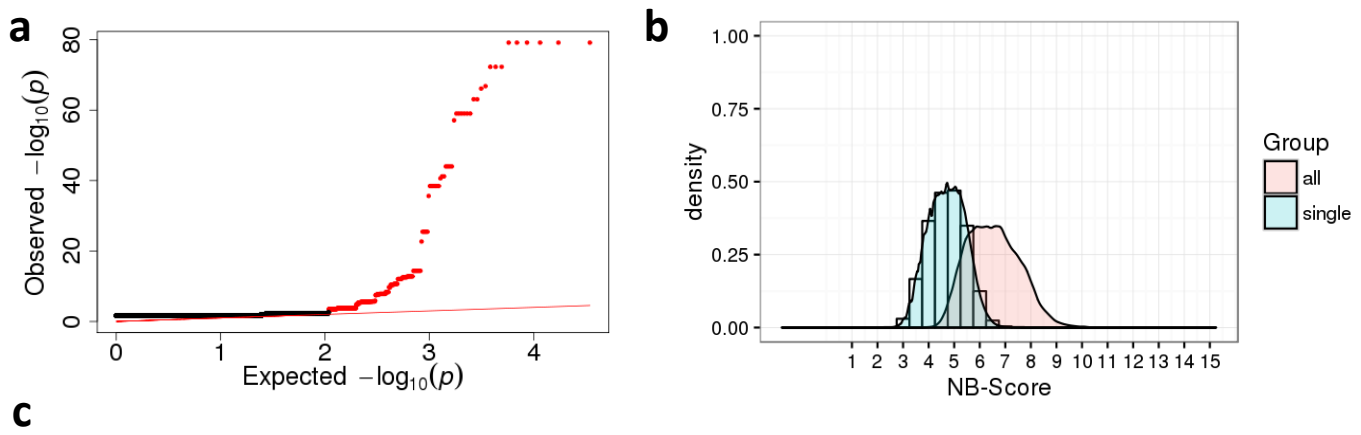 a
80
60
40
20
0
Observed −log10(p)
0 1 2 3 4
Expected −log10(p)
b
1.00
0.75
0.50
0.25
0.00
density
1 2 3 4 5 6 7 8 9 10 11 12 13 14 15
NB-Score
Group
all
single
c